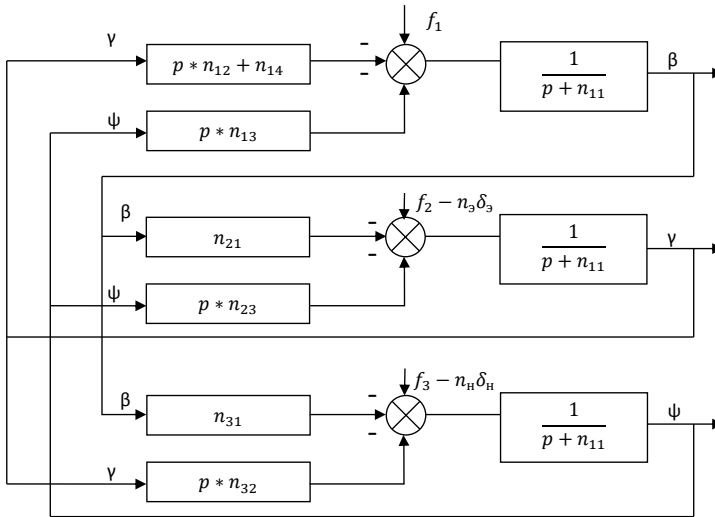 γ
p * n₁₂ + n₁₄
-
-
f₁
1
p + n₁₁
β
ψ
p * n₁₃
β
n₂₁
-
-
f₂ − nэδэ
1
p + n₁₁
γ
ψ
p * n₂₃
β
n₃₁
-
-
f₃ − nнδн
1
p + n₁₁
ψ
γ
p * n₃₂